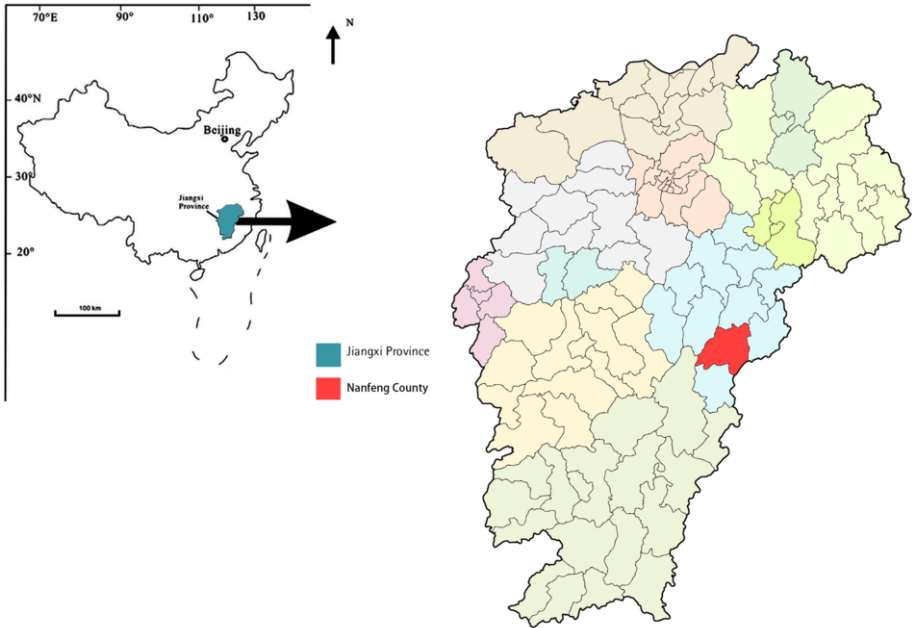 70°E 90° 110° 130
N
40°N
Beijing
30°
Jiangxi
Province
20°
100 km
Jiangxi Province
Nanfeng County